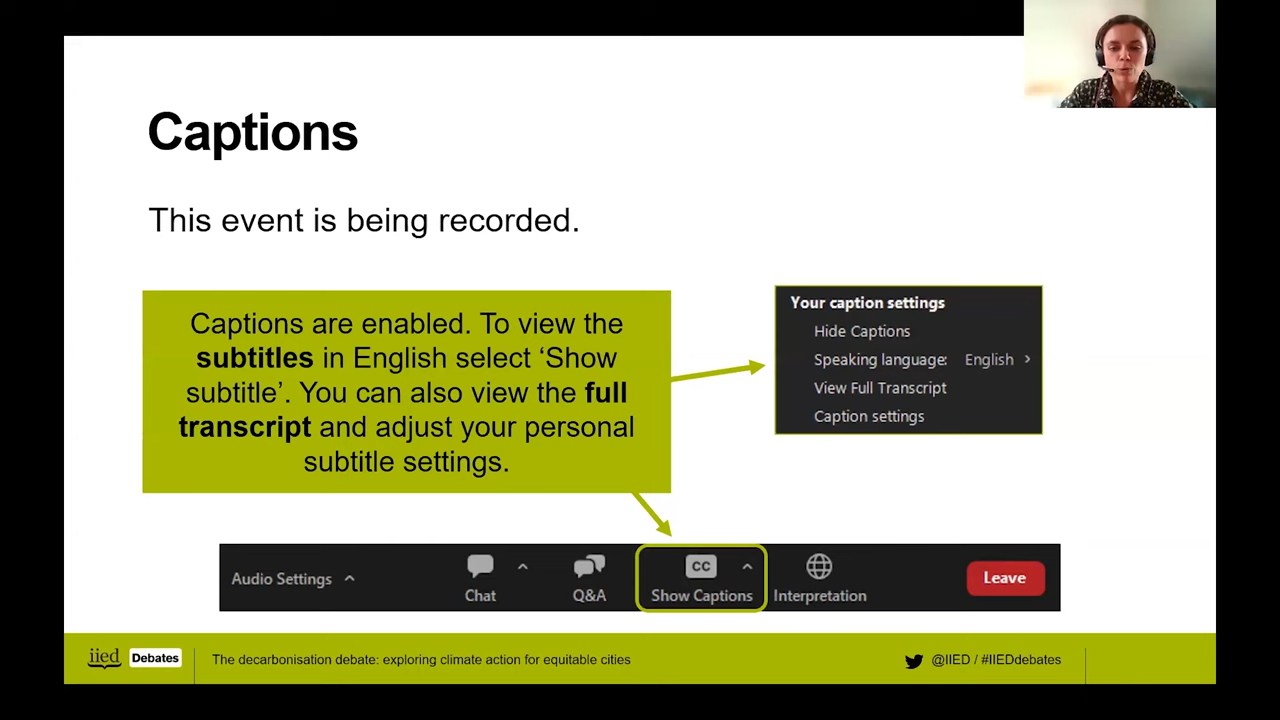 Captions
This event is being recorded.
Captions are enabled. To view the
subtitles in English select ‘Show
subtitle’. You can also view the full
transcript and adjust your personal
subtitle settings.
Your caption settings
Hide Captions
Speaking language: English
View Full Transcript
Caption settings
Audio Settings
CC
Chat
Q&A
Show Captions
Interpretation
Leave
iied Debates
The decarbonisation debate: exploring climate action for equitable cities
@IIED / #IIEDdebates